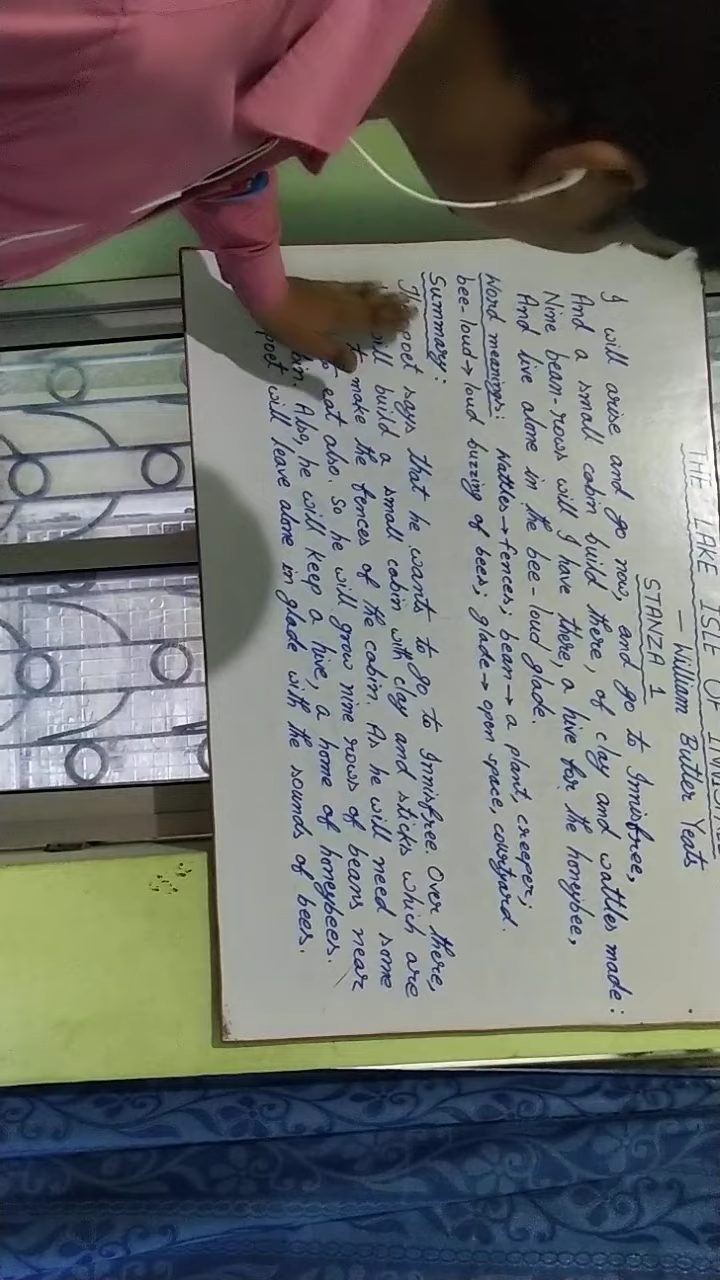 THE LAKE ISLE OF
— William Butler Yeats
STANZA 1
I will arise and go now, and go to Innisfree,
And a small cabin build there, of clay and wattles made:
Nine bean-rows will I have there, a hive for the honeybee,
And live alone in the bee-loud glade.
Word meanings: Wattles→fences; bean→a plant, creeper;
bee-loud→loud buzzing of bees; glade→open space, courtyard.
Summary:
The poet says that he wants to go to Innisfree. Over there,
will build a small cabin with clay and sticks which are
to make the fences of the cabin. As he will need some
eat also. So he will grow nine rows of beans near
Also, he will keep a hive, a home of honeybees.
poet will leave alone in glade with the sounds of bees.